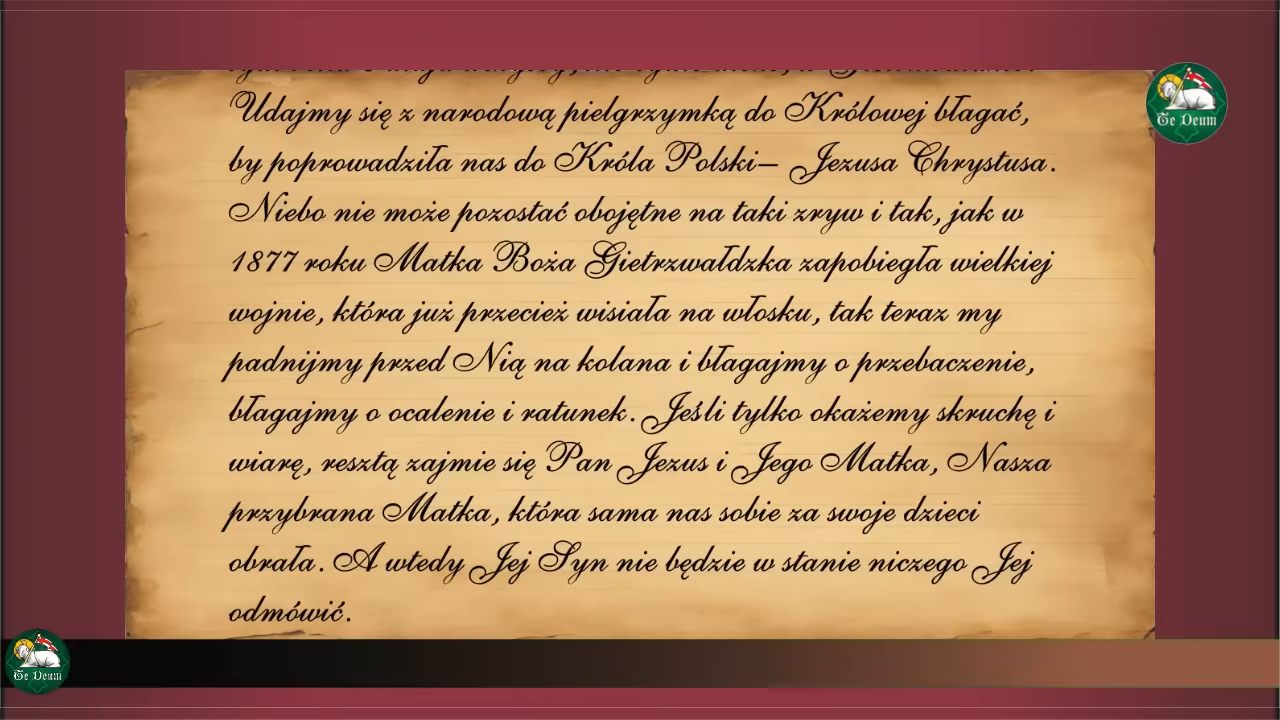 Udajmy się z narodową pielgrzymką do Królowej błagać,
by poprowadziła nas do Króla Polski– Jezusa Chrystusa.
Niebo nie może pozostać obojętne na taki zryw i tak, jak w
1877 roku Matka Boża Gietrzwałdzka zapobiegła wielkiej
wojnie, która już przecież wisiała na włosku, tak teraz my
padnijmy przed Nią na kolana i błagajmy o przebaczenie,
błagajmy o ocalenie i ratunek. Jeśli tylko okażemy skruchę i
wiarę, resztą zajmie się Pan Jezus i Jego Matka, Nasza
przybrana Matka, która sama nas sobie za swoje dzieci
obrała. A wtedy Jej Syn nie będzie w stanie niczego Jej
odmówić.
Te Deum
Te Deum